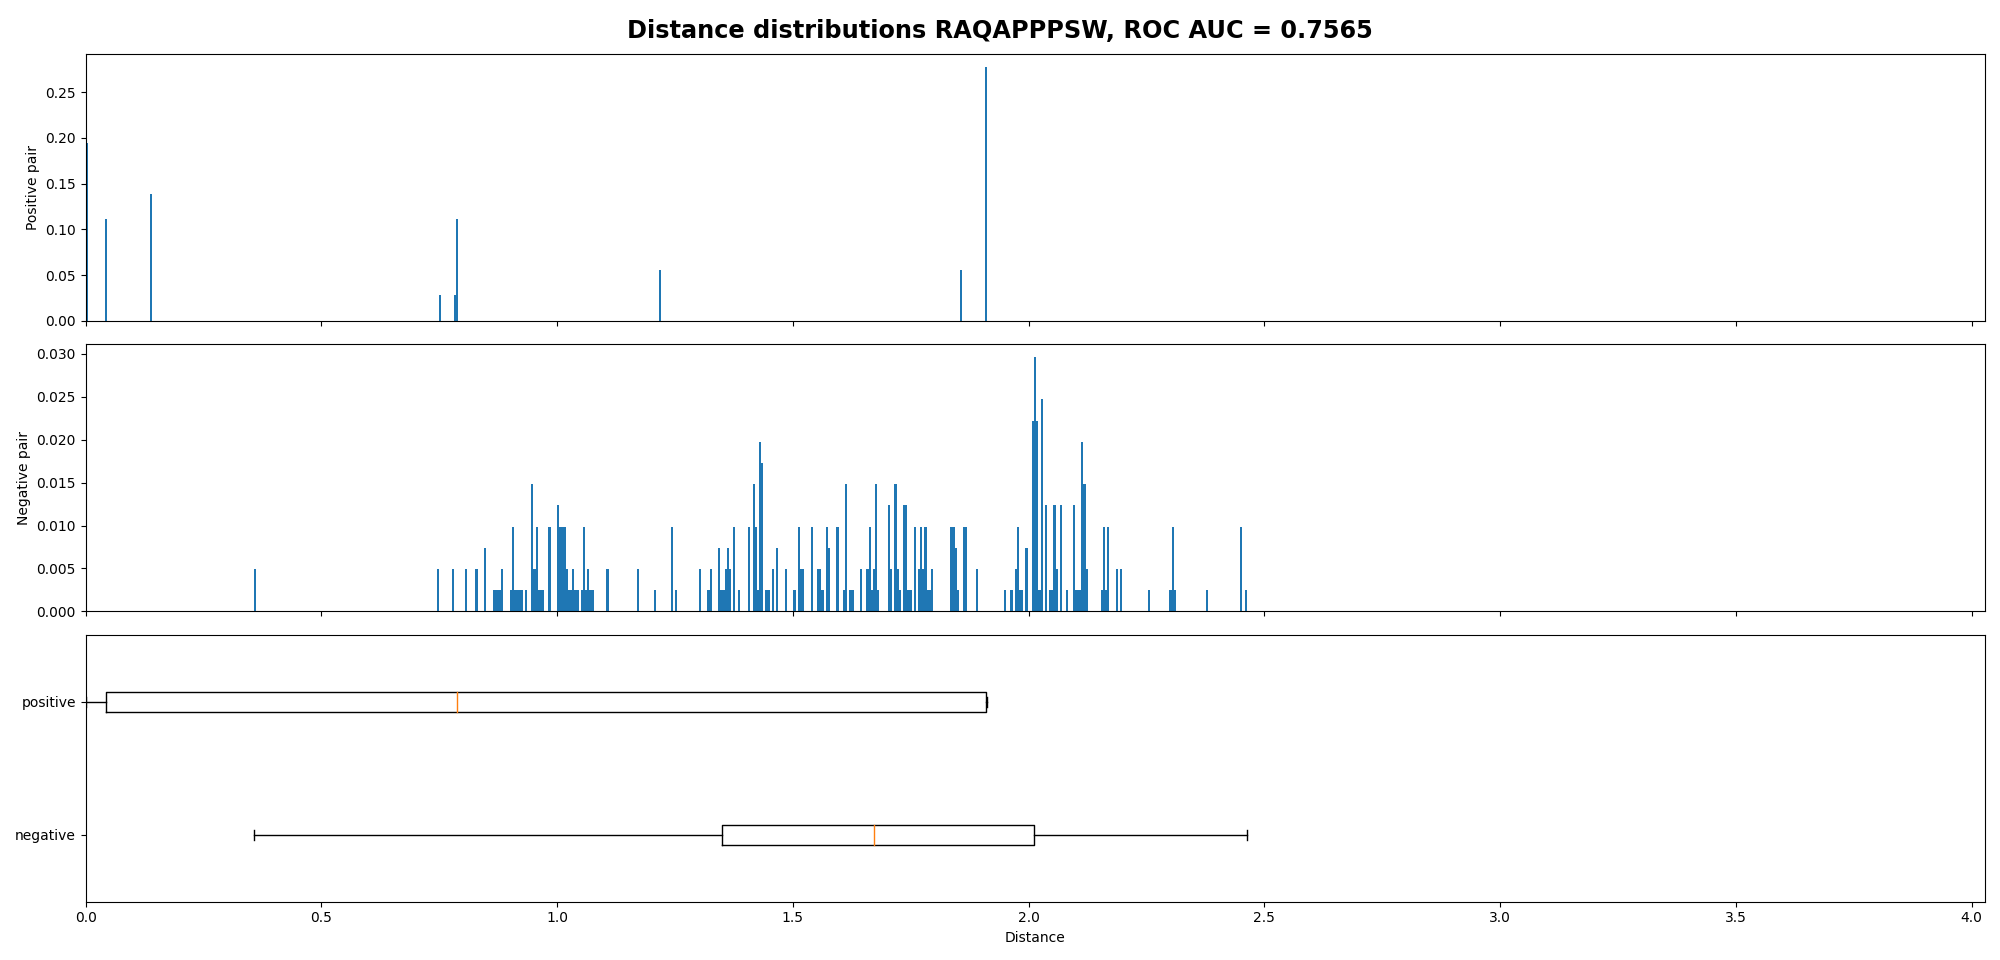 Distance distributions RAQAPPPSW, ROC AUC = 0.7565
0.25
0.20
0.15
0.10
0.05
0.00
Positive pair
0.030
0.025
0.020
0.015
0.010
0.005
0.000
Negative pair
positive
negative
0.0 0.5 1.0 1.5 2.0 2.5 3.0 3.5 4.0
Distance